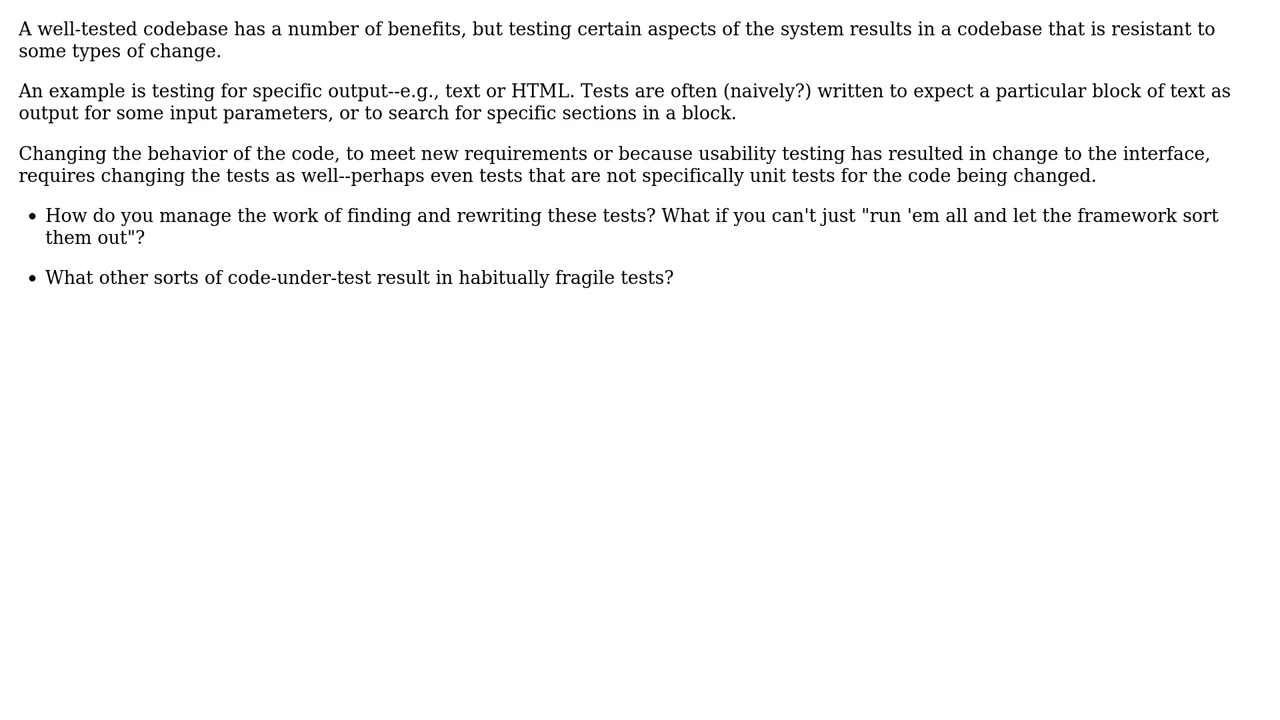 A well-tested codebase has a number of benefits, but testing certain aspects of the system results in a codebase that is resistant to
some types of change.
An example is testing for specific output--e.g., text or HTML. Tests are often (naively?) written to expect a particular block of text as
output for some input parameters, or to search for specific sections in a block.
Changing the behavior of the code, to meet new requirements or because usability testing has resulted in change to the interface,
requires changing the tests as well--perhaps even tests that are not specifically unit tests for the code being changed.
• How do you manage the work of finding and rewriting these tests? What if you can't just "run 'em all and let the framework sort
them out"?
• What other sorts of code-under-test result in habitually fragile tests?